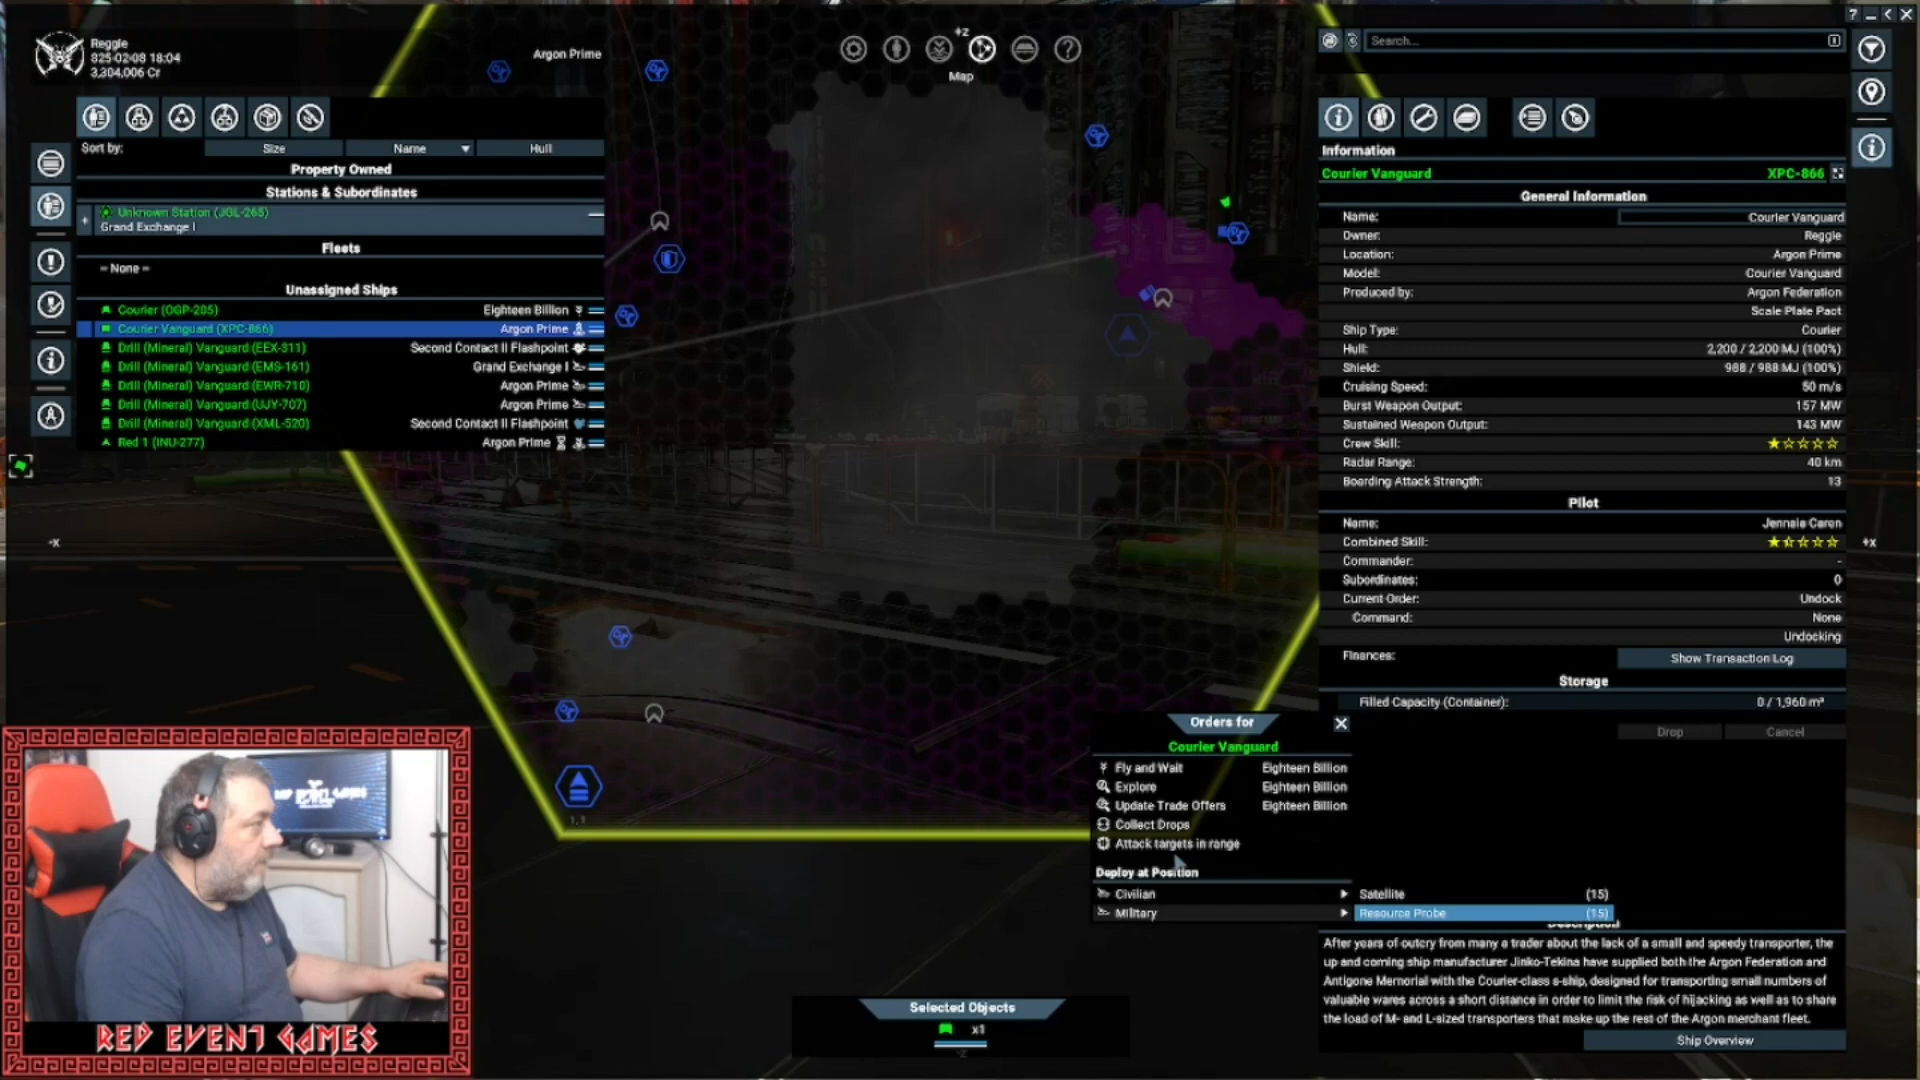 Reggle
825-02-08 18:04
3,304,006 Cr
Argon Prime
+z
Map
Search...
Sort by:
Size
Name
Hull
Property Owned
Stations & Subordinates
Unknown Station (JGL-265)
Grand Exchange I
Fleets
-- None --
Unassigned Ships
Courier (OGP-205) Eighteen Billion
Courier Vanguard (XPC-866) Argon Prime
Drill (Mineral) Vanguard (EEX-311) Second Contact II Flashpoint
Drill (Mineral) Vanguard (EMS-161) Grand Exchange I
Drill (Mineral) Vanguard (EWR-710) Argon Prime
Drill (Mineral) Vanguard (UJY-707) Argon Prime
Drill (Mineral) Vanguard (XML-520) Second Contact II Flashpoint
Red 1 (INU-277) Argon Prime
-x
1,1
Information
Courier Vanguard XPC-866
General Information
Name: Courier Vanguard
Owner: Reggle
Location: Argon Prime
Model: Courier Vanguard
Produced by: Argon Federation
Scale Plate Pact
Ship Type: Courier
Hull: 2,200 / 2,200 MJ (100%)
Shield: 988 / 988 MJ (100%)
Cruising Speed: 50 m/s
Burst Weapon Output: 157 MW
Sustained Weapon Output: 143 MW
Crew Skill:
Radar Range: 40 km
Boarding Attack Strength: 13
Pilot
Name: Jennala Caron
Combined Skill:
+x
Commander: -
Subordinates: 0
Current Order: Undock
Command: None
Undocking
Finances: Show Transaction Log
Storage
Filled Capacity (Container): 0 / 1,960 m³
Drop Cancel
Orders for
Courier Vanguard
Fly and Wait Eighteen Billion
Explore Eighteen Billion
Update Trade Offers Eighteen Billion
Collect Drops
Attack targets in range
Deploy at Position
Civilian
Military
Satellite (15)
Resource Probe (15)
Description
After years of outcry from many a trader about the lack of a small and speedy transporter, the
up and coming ship manufacturer Jinko-Tekina have supplied both the Argon Federation and
Antigone Memorial with the Courier-class s-ship, designed for transporting small numbers of
valuable wares across a short distance in order to limit the risk of hijacking as well as to share
the load of M- and L-sized transporters that make up the rest of the Argon merchant fleet.
Ship Overview
Selected Objects
x1
-z
RED EVENT GAMES
RED EVENT GAMES